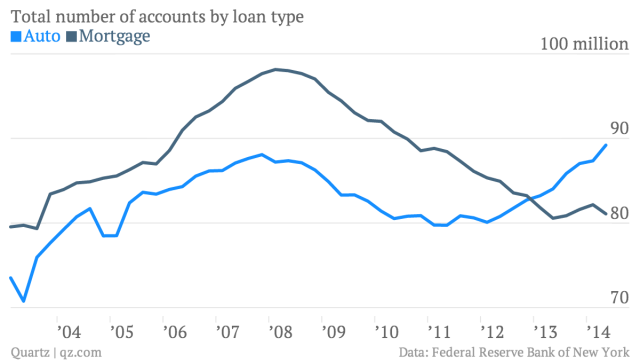 Total number of accounts by loan type
Auto Mortgage
100 million
90
80
70
’04 ’05 ’06 ’07 ’08 ’09 ’10 ’11 ’12 ’13 ’14
Quartz | qz.com Data: Federal Reserve Bank of New York